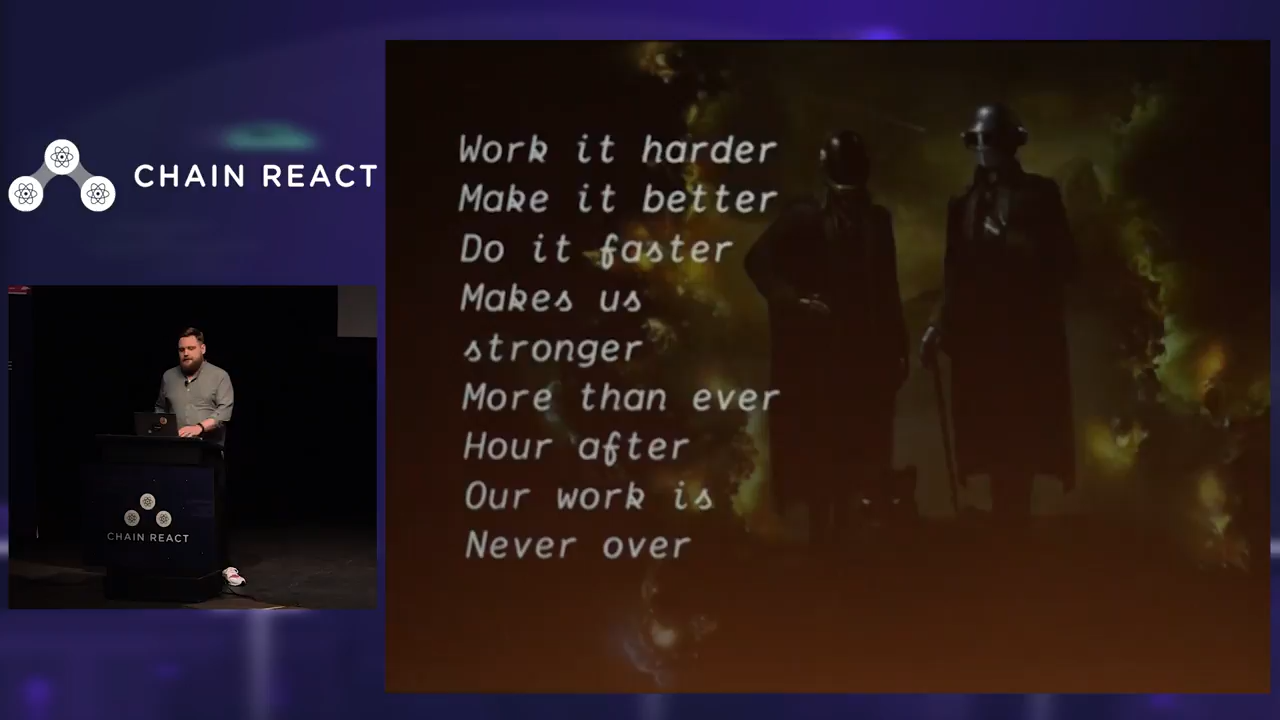 CHAIN REACT
Work it harder
Make it better
Do it faster
Makes us
stronger
More than ever
Hour after
Our work is
Never over
CHAIN REACT